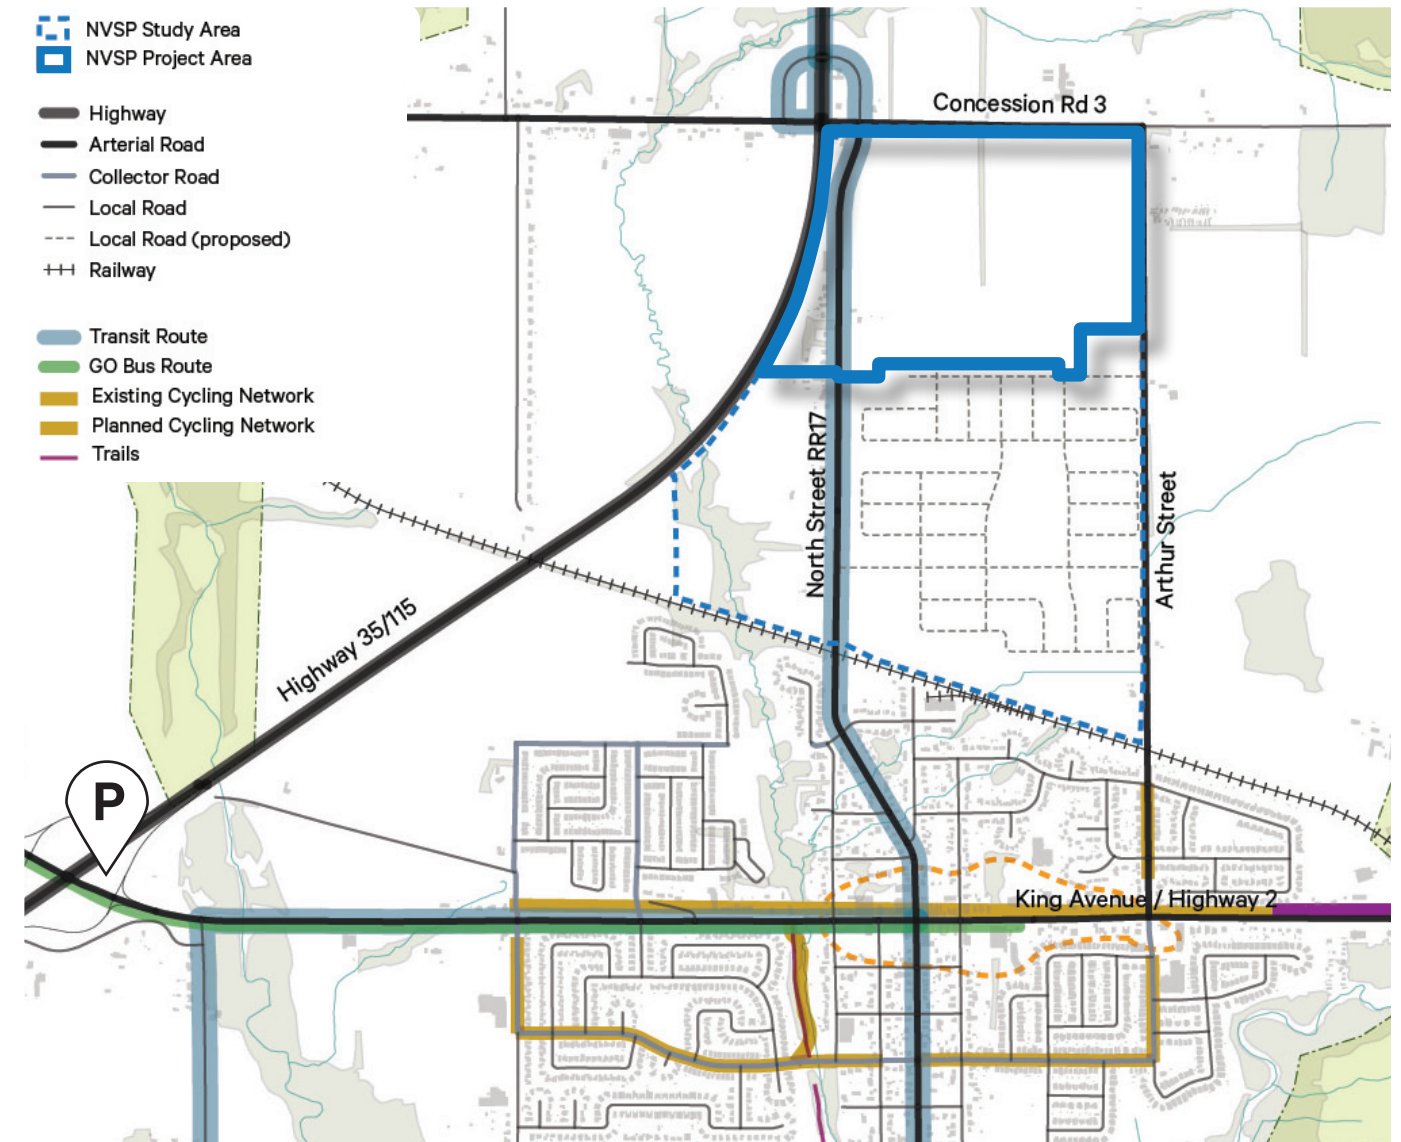 NVSP Study Area
NVSP Project Area
Highway
Arterial Road
Collector Road
Local Road
Local Road (proposed)
Railway
Transit Route
GO Bus Route
Existing Cycling Network
Planned Cycling Network
Trails
Concession Rd 3
North Street RR17
Arthur Street
Highway 35/115
P
King Avenue / Highway 2